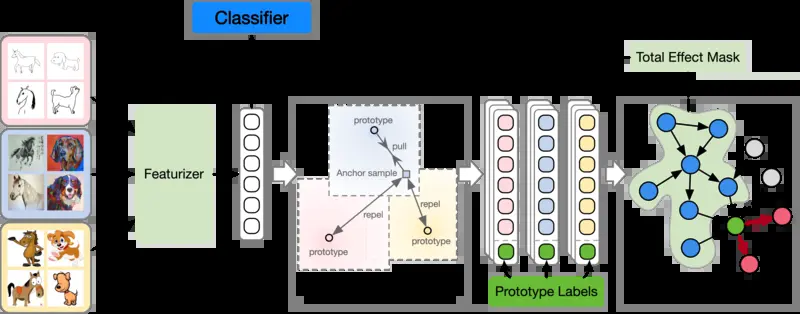 Classifier
Total Effect Mask
prototype
pull
Anchor sample
Featurizer
repel
repel
prototype
prototype
Prototype Labels